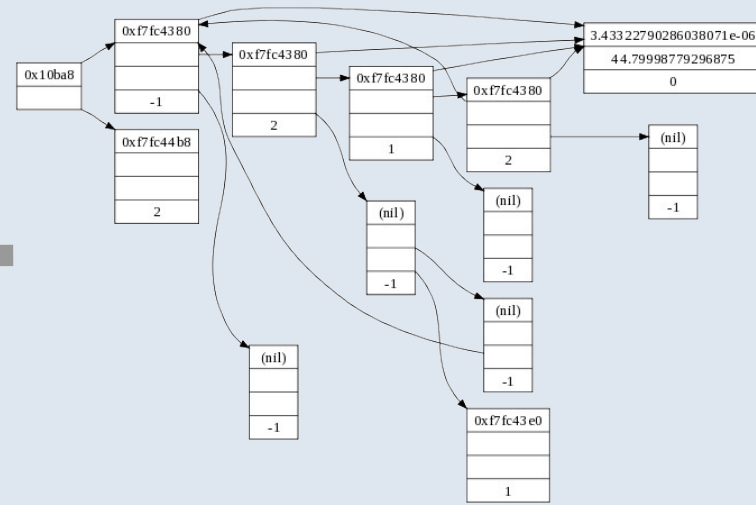 0x10ba8
0xf7fc4380
-1
0xf7fc44b8
2
0xf7fc4380
2
0xf7fc4380
1
0xf7fc4380
2
3.43322790286038071e-06
44.79998779296875
0
(nil)
-1
(nil)
-1
(nil)
-1
(nil)
-1
(nil)
-1
0xf7fc43e0
1